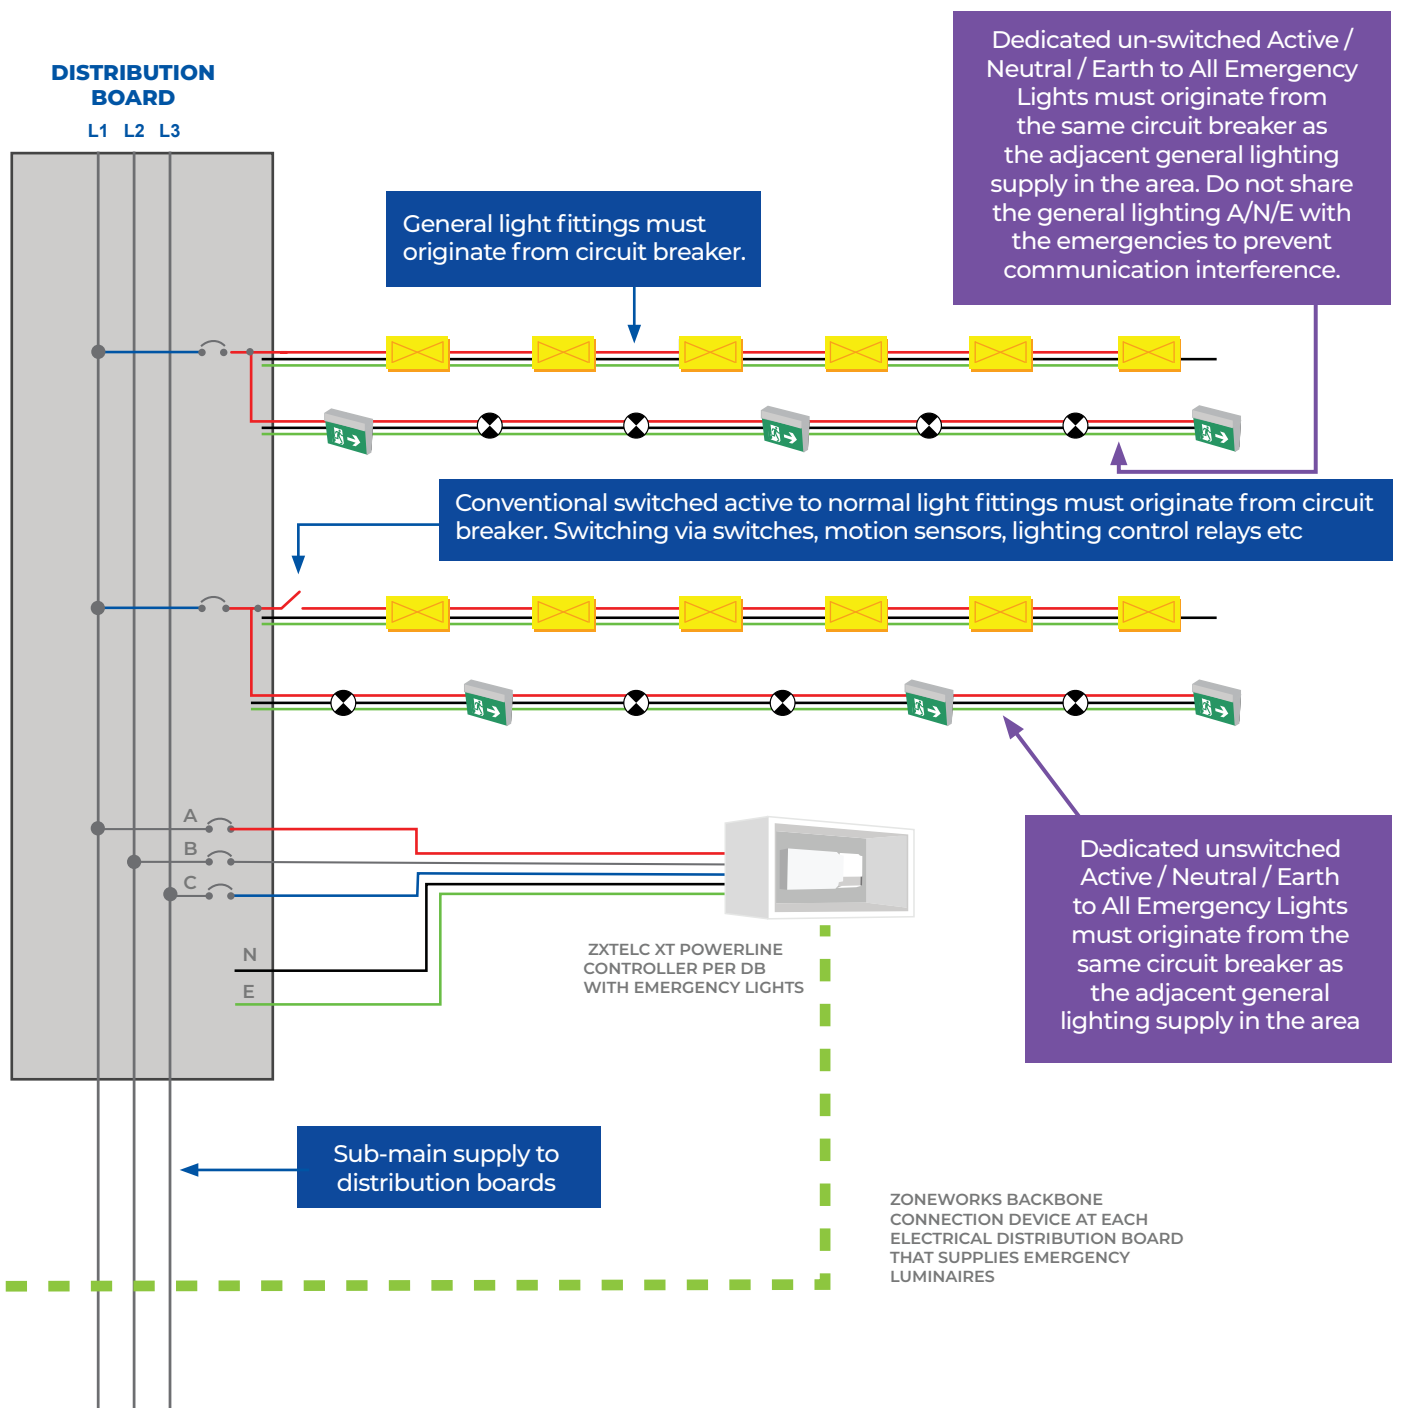 Dedicated un-switched Active /
Neutral / Earth to All Emergency
Lights must originate from
the same circuit breaker as
the adjacent general lighting
supply in the area. Do not share
the general lighting A/N/E with
the emergencies to prevent
communication interference.
DISTRIBUTION
BOARD
L1 L2 L3
General light fittings must
originate from circuit breaker.
Conventional switched active to normal light fittings must originate from circuit
breaker. Switching via switches, motion sensors, lighting control relays etc
A
B
C
N
E
ZXTELC XT POWERLINE
CONTROLLER PER DB
WITH EMERGENCY LIGHTS
Dedicated unswitched
Active / Neutral / Earth
to All Emergency Lights
must originate from the
same circuit breaker as
the adjacent general
lighting supply in the area
Sub-main supply to
distribution boards
ZONEWORKS BACKBONE
CONNECTION DEVICE AT EACH
ELECTRICAL DISTRIBUTION BOARD
THAT SUPPLIES EMERGENCY
LUMINAIRES